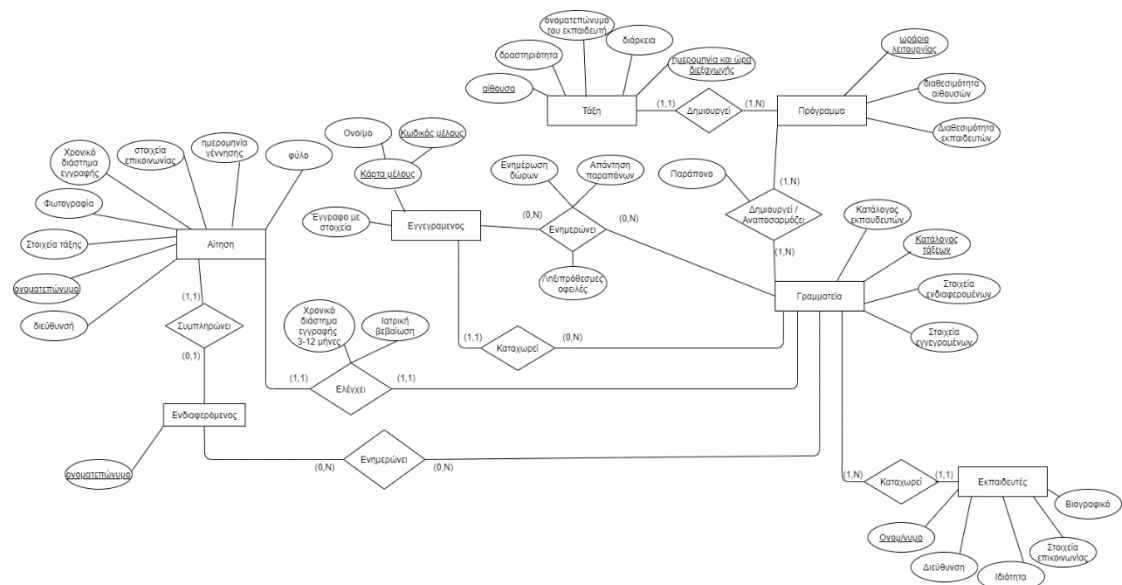 ονοματεπώνυμο
του εκπαιδευτή
διάρκεια
δραστηριότητα
αίθουσα
ημερομηνία και ώρα
διεξαγωγής
Τάξη
(1,1)
Δημιουργεί
(1,N)
Πρόγραμμα
ωράριο
λειτουργίας
διαθεσιμότητα
αιθουσών
Διαθεσιμότητα
εκπαιδευτών
(1,N)
Παράπονο
Δημιουργεί /
Αναποσαρμόζει
(1,N)
Χρονικό
διάστημα
εγγραφής
στοιχεία
επικοινωνίας
ημερομηνία
γέννησης
φύλο
Φωτογραφία
Στοιχεία τάξης
ονοματεπώνυμο
διεύθυνσή
Αίτηση
Ονο/μο
Κωδικός μέλους
Κάρτα μέλους
Έγγραφο με
στοιχεία
Εγγεγραμενος
Ενημέρωση
δώρων
Απάντηση
παραπόνων
(0,N)
Ενημερώνει
(0,N)
Ληξιπρόθεσμες
οφειλές
Κατάλογος
εκπαυδευτών
Κατάλογος
τάξεων
Στοιχεία
ενδιαφερομένων
Στοιχεία
εγγεγραμένων
Γραμματεία
(1,1)
Συμπληρώνει
(0,1)
Χρονικό
διάστημα
εγγραφής
3-12 μήνες
Ιατρική
βεβαίωση
(1,1)
Καταχωρεί
(0,N)
(1,1)
Ελέγχει
(1,1)
Ενδιαφερόμενος
ονοματεπώνυμο
(0,N)
Ενημερώνει
(0,N)
(1,N)
Καταχωρεί
(1,1)
Εκπαιδευτές
Ονομ/νυμο
Διεύθυνση
Ιδιότητα
Στοιχεία
επικοινωνίας
Βιογραφικό